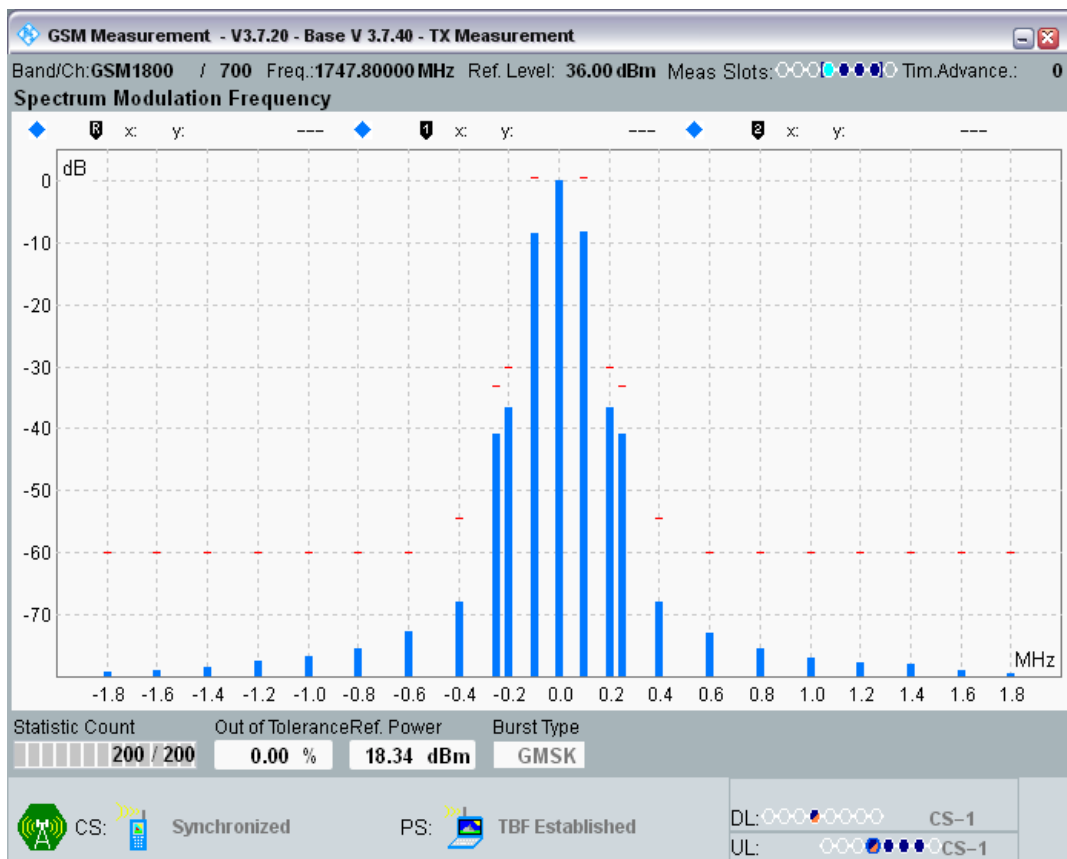 GSM Measurement - V3.7.20 - Base V 3.7.40 - TX Measurement
Band/Ch:GSM1800 / 700 Freq.:1747.80000 MHz Ref. Level: 36.00 dBm Meas Slots: Tim.Advance.: 0
Spectrum Modulation Frequency
R x: y: --- 1 x: y: --- 2 x: y: ---
dB
0
-10
-20
-30
-40
-50
-60
-70
MHz
-1.8 -1.6 -1.4 -1.2 -1.0 -0.8 -0.6 -0.4 -0.2 0.0 0.2 0.4 0.6 0.8 1.0 1.2 1.4 1.6 1.8
Statistic Count Out of Tolerance Ref. Power Burst Type
200 / 200 0.00 % 18.34 dBm GMSK
CS: Synchronized PS: TBF Established
DL: CS-1
UL: CS-1